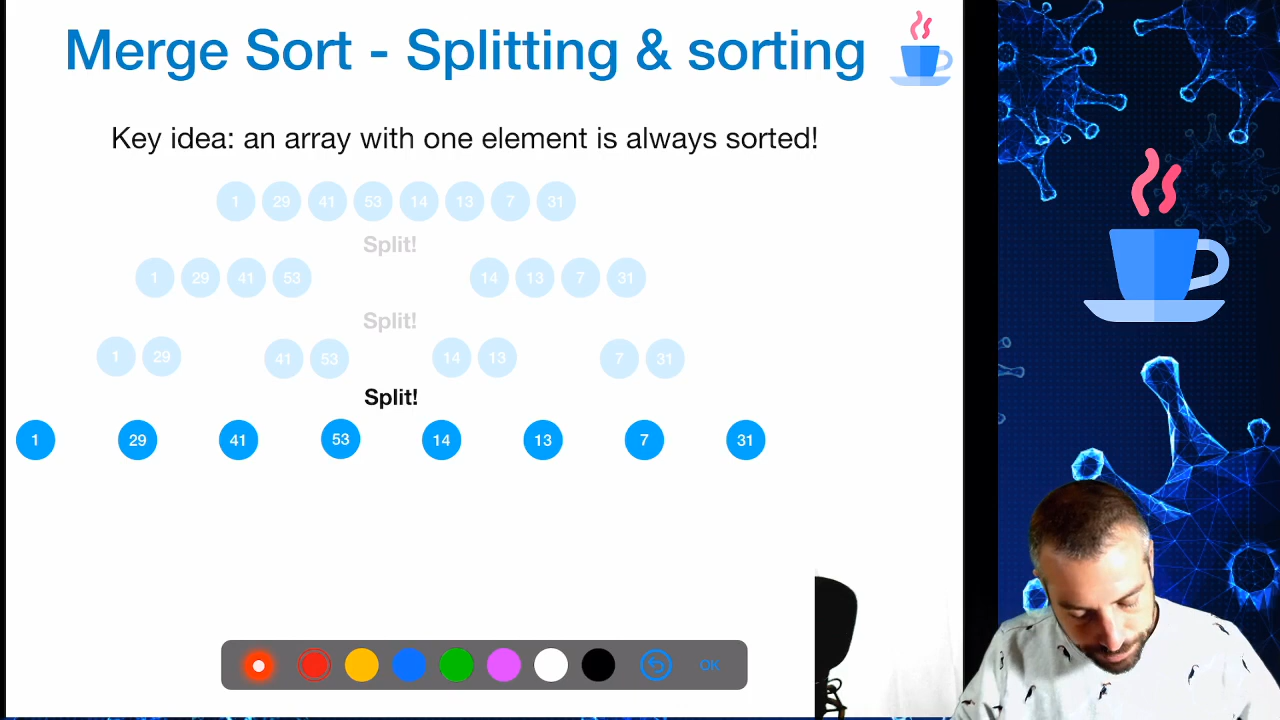 Merge Sort - Splitting & sorting
Key idea: an array with one element is always sorted!
1 29 41 53 14 13 7 31
Split!
1 29 41 53 14 13 7 31
Split!
1 29 41 53 14 13 7 31
Split!
1 29 41 53 14 13 7 31
OK